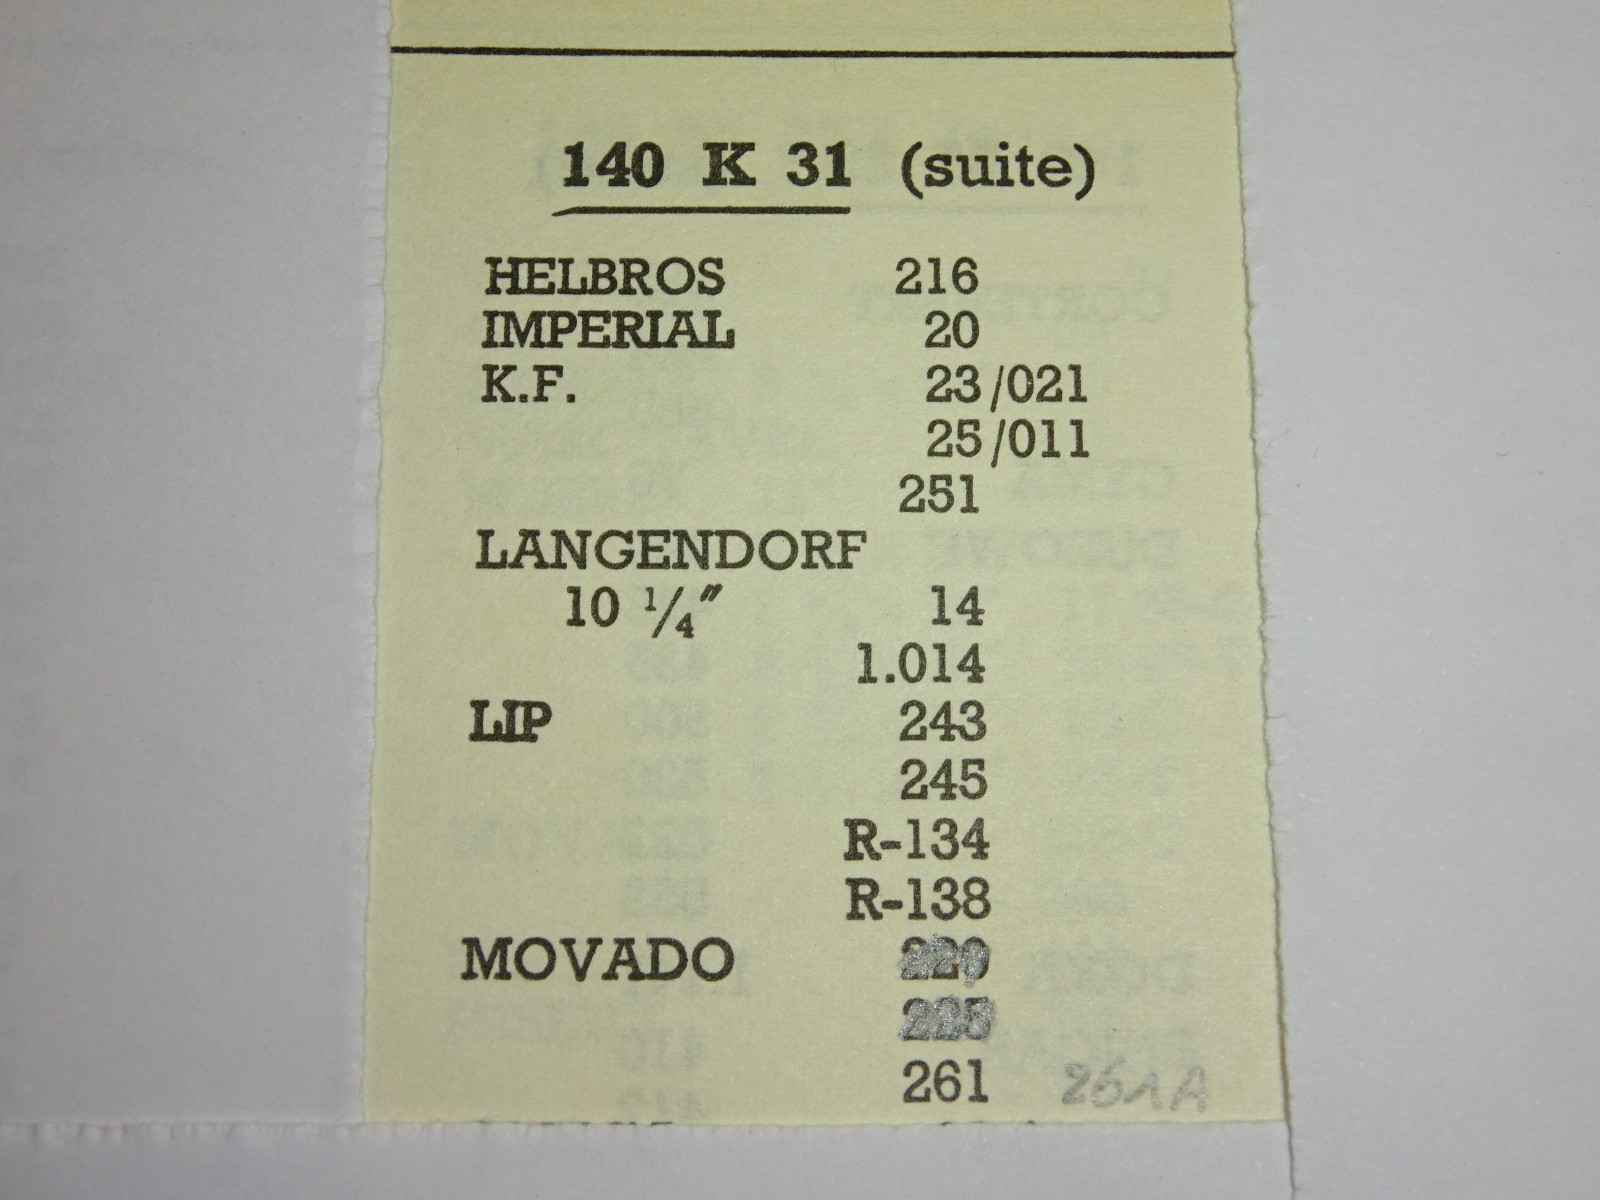 140 K 31 (suite)
HELBROS 216
IMPERIAL 20
K.F. 23/021
25/011
251
LANGENDORF
10 1/4″ 14
1.014
LIP 243
245
R-134
R-138
MOVADO
261 261A